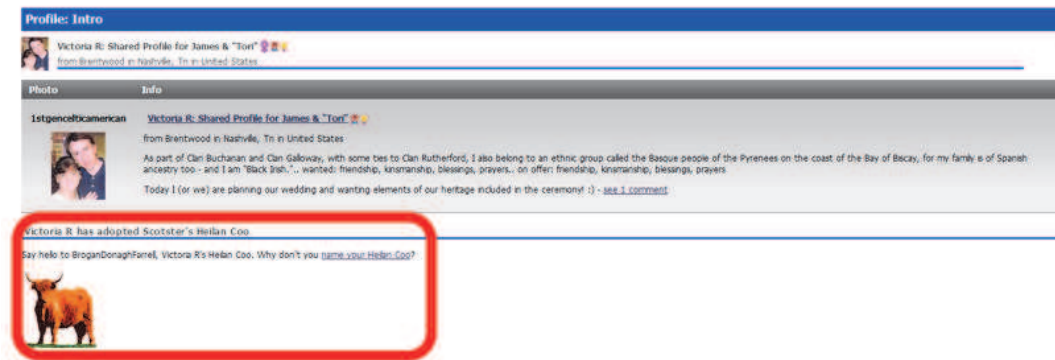 Profile: Intro
Victoria R: Shared Profile for James & "Tori"
from Brentwood in Nashville, Tn in United States
Photo Info
1stgencelticamerican Victoria R: Shared Profile for James & "Tori"
from Brentwood in Nashville, Tn in United States
As part of Clan Buchanan and Clan Galloway, with some ties to Clan Rutherford, I also belong to an ethnic group called the Basque people of the Pyrenees on the coast of the Bay of Biscay, for my family is of Spanish
ancestry too - and I am "Black Irish.".. wanted: friendship, kinsmanship, blessings, prayers.. on offer: friendship, kinsmanship, blessings, prayers
Today I (or we) are planning our wedding and wanting elements of our heritage included in the ceremony! :) - see 1 comment
Victoria R has adopted Scotster's Heilan Coo
Say hello to BroganDonaghFarrell, Victoria R's Heilan Coo. Why don't you name your Heilan Coo?